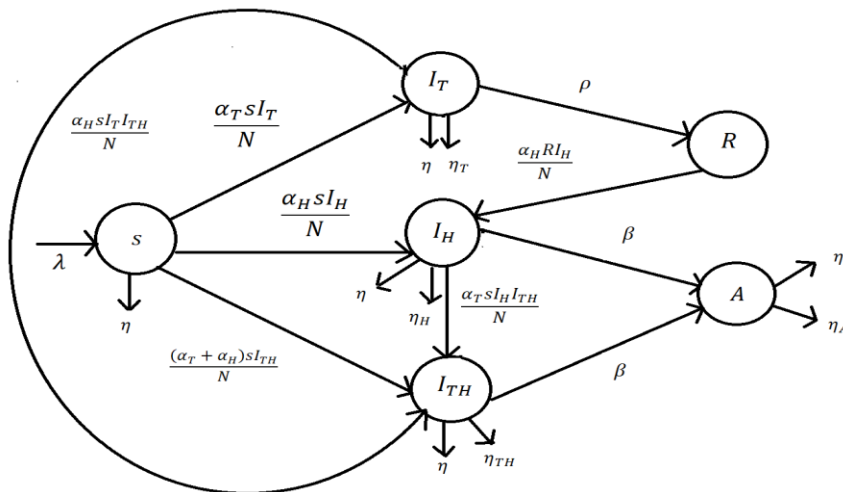 I_T
ρ
α_H s I_T I_TH / N
α_T s I_T / N
η
η_T
α_H R I_H / N
R
α_H s I_H / N
s
λ
η
I_H
β
η
η_H
α_T s I_H I_TH / N
A
η
η_A
(α_T + α_H) s I_TH / N
β
I_TH
η
η_TH